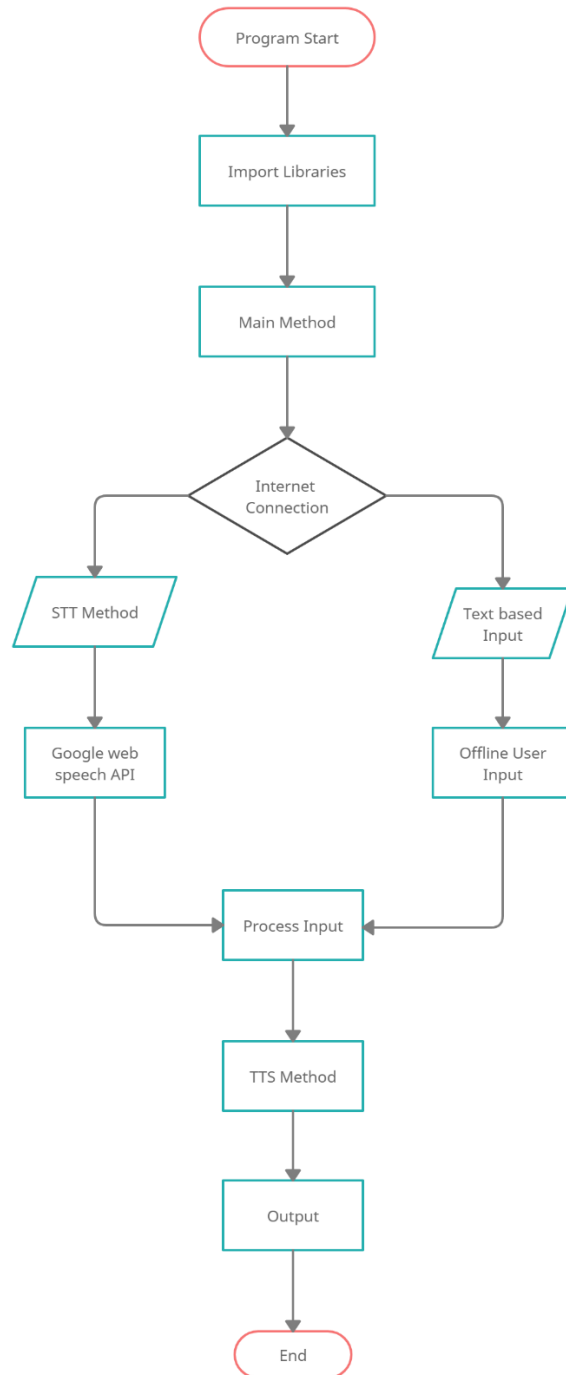 Program Start
Import Libraries
Main Method
Internet
Connection
STT Method
Text based
Input
Google web
speech API
Offline User
Input
Process Input
TTS Method
Output
End